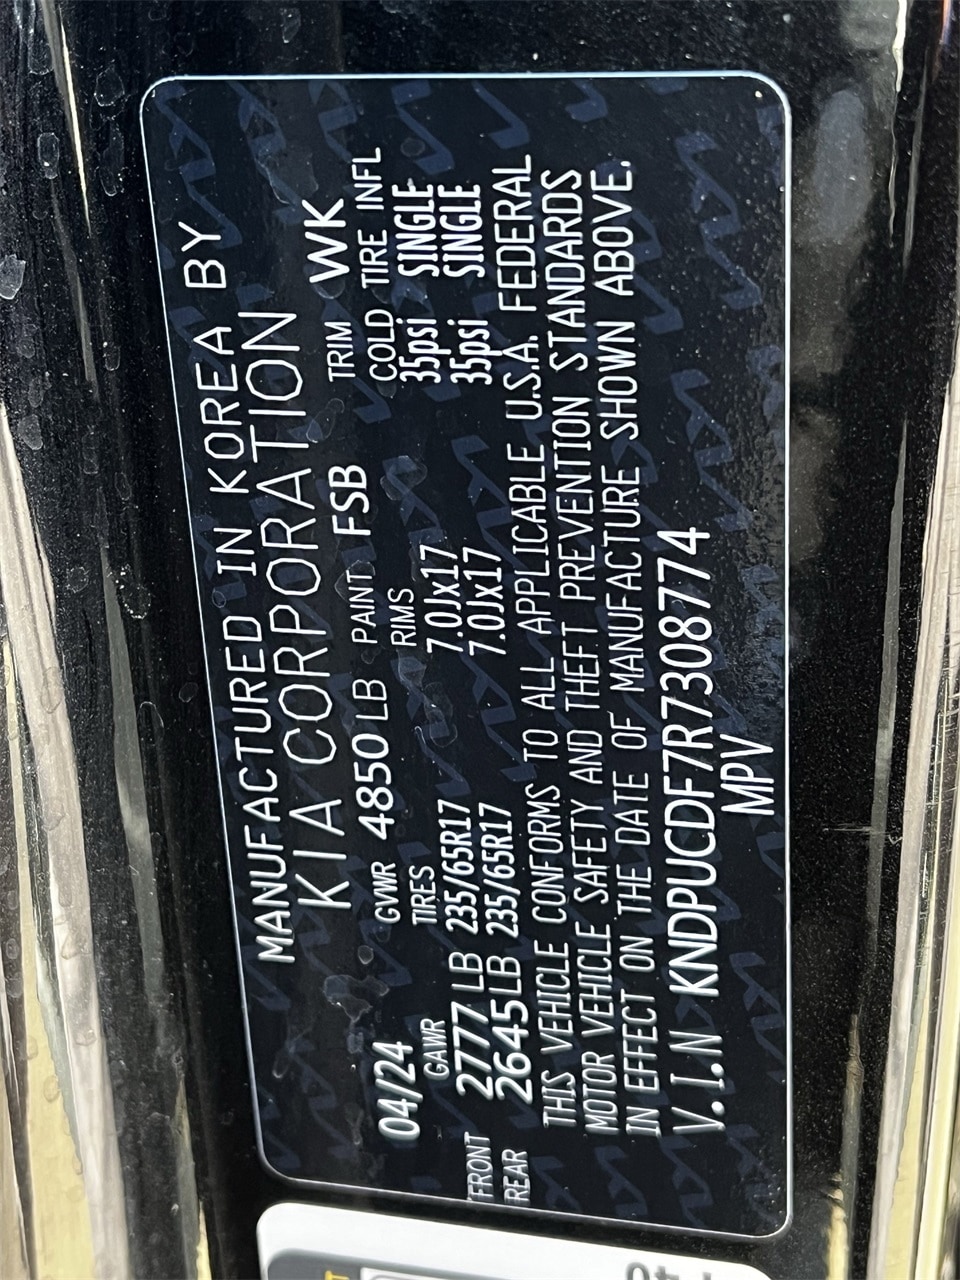 MANUFACTURED IN KOREA BY
KIA CORPORATION
04/24 GVWR 4850 LB PAINT FSB TRIM WK
GAWR TIRES RIMS COLD TIRE INFL
FRONT 2777 LB 235/65R17 7.0Jx17 35psi SINGLE
REAR 2645 LB 235/65R17 7.0Jx17 35psi SINGLE
THIS VEHICLE CONFORMS TO ALL APPLICABLE U.S.A. FEDERAL
MOTOR VEHICLE SAFETY AND THEFT PREVENTION STANDARDS
IN EFFECT ON THE DATE OF MANUFACTURE SHOWN ABOVE.
V.I.N KNDPUCDF7R7308774
MPV